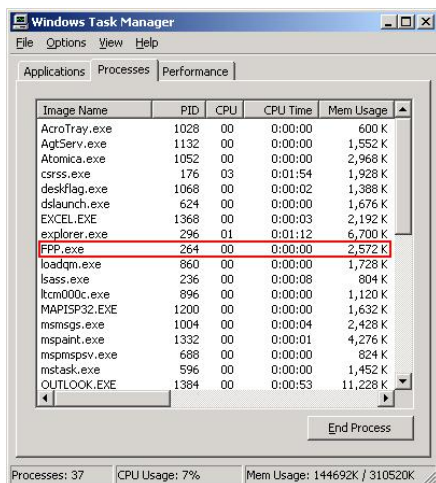 Windows Task Manager
File Options View Help
Applications Processes Performance
Image Name PID CPU CPU Time Mem Usage
AcroTray.exe 1028 00 0:00:00 600 K
AgtServ.exe 1132 00 0:00:00 1,552 K
Atomica.exe 1052 00 0:00:00 2,968 K
csrss.exe 176 03 0:01:54 1,928 K
deskflag.exe 1068 00 0:00:02 1,388 K
dslaunch.exe 624 00 0:00:00 1,676 K
EXCEL.EXE 1368 00 0:00:03 2,192 K
explorer.exe 296 01 0:01:12 6,700 K
FPP.exe 264 00 0:00:00 2,572 K
loadqm.exe 860 00 0:00:00 1,728 K
lsass.exe 236 00 0:00:08 804 K
ltcm000c.exe 896 00 0:00:00 1,120 K
MAPISP32.EXE 1200 00 0:00:00 1,632 K
msmsgs.exe 1004 00 0:00:04 2,428 K
mspaint.exe 1332 00 0:00:01 4,276 K
mspmspsv.exe 688 00 0:00:00 824 K
mstask.exe 596 00 0:00:00 1,452 K
OUTLOOK.EXE 1384 00 0:00:53 11,228 K
End Process
Processes: 37 CPU Usage: 7% Mem Usage: 144692K / 310520K